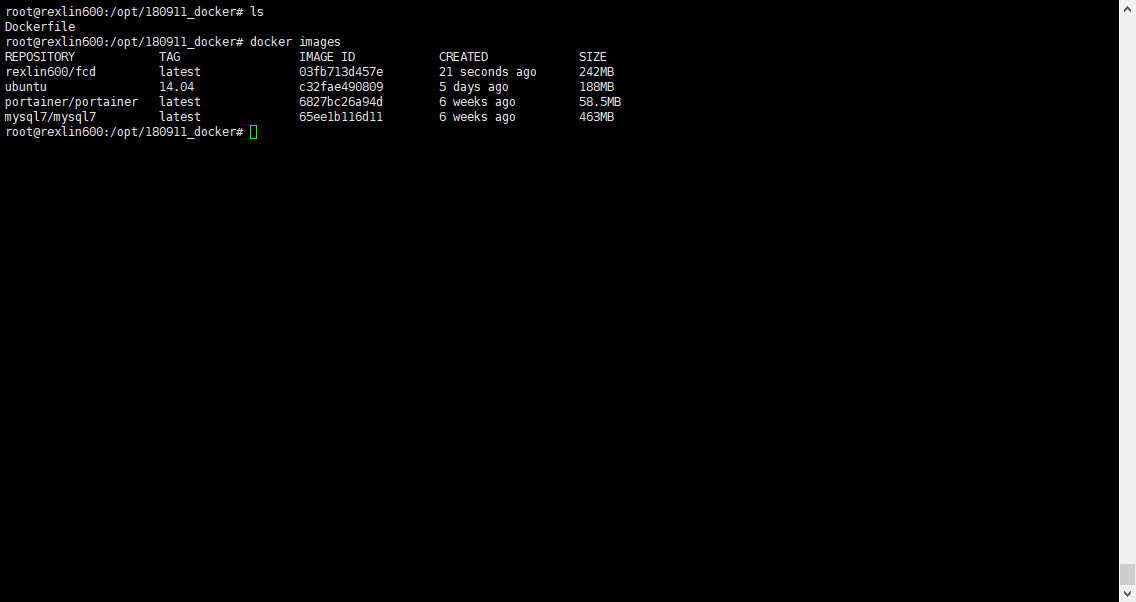 root@rexlin600:/opt/180911_docker# ls
Dockerfile
root@rexlin600:/opt/180911_docker# docker images
REPOSITORY            TAG                 IMAGE ID            CREATED             SIZE
rexlin600/fcd         latest              03fb713d457e        21 seconds ago      242MB
ubuntu                14.04               c32fae490809        5 days ago          188MB
portainer/portainer   latest              6827bc26a94d        6 weeks ago         58.5MB
mysql7/mysql7         latest              65ee1b116d11        6 weeks ago         463MB
root@rexlin600:/opt/180911_docker#